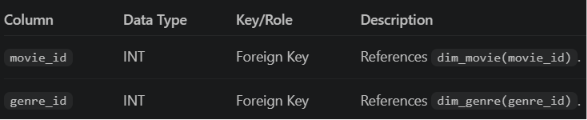 Column Data Type Key/Role Description
movie_id INT Foreign Key References dim_movie(movie_id) .
genre_id INT Foreign Key References dim_genre(genre_id) .